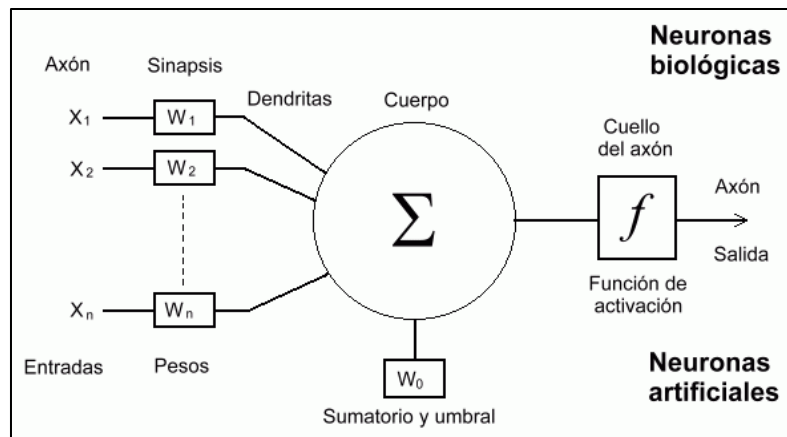 Neuronas
biológicas
Axón
Sinapsis
Dendritas
Cuerpo
Cuello
del axón
X1
W1
X2
W2
Σ
f
Axón
Salida
Función de
activación
Xn
Wn
Entradas
Pesos
W0
Sumatorio y umbral
Neuronas
artificiales